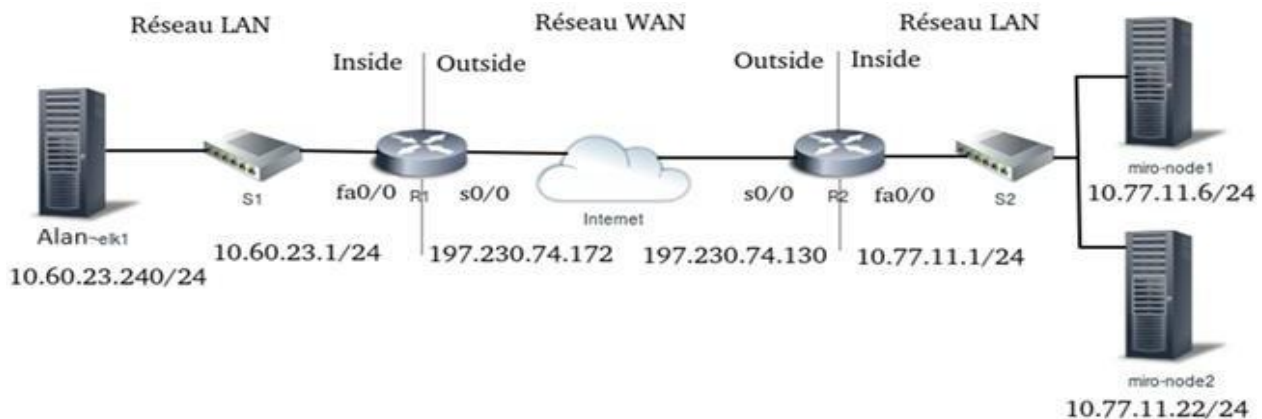 Réseau LAN
Réseau WAN
Réseau LAN
Inside
Outside
Outside
Inside
S1
fa0/0
R1
s0/0
Internet
s0/0
R2
fa0/0
S2
miro-node1
10.77.11.6/24
Alan~elk1
10.60.23.240/24
10.60.23.1/24
197.230.74.172
197.230.74.130
10.77.11.1/24
miro-node2
10.77.11.22/24